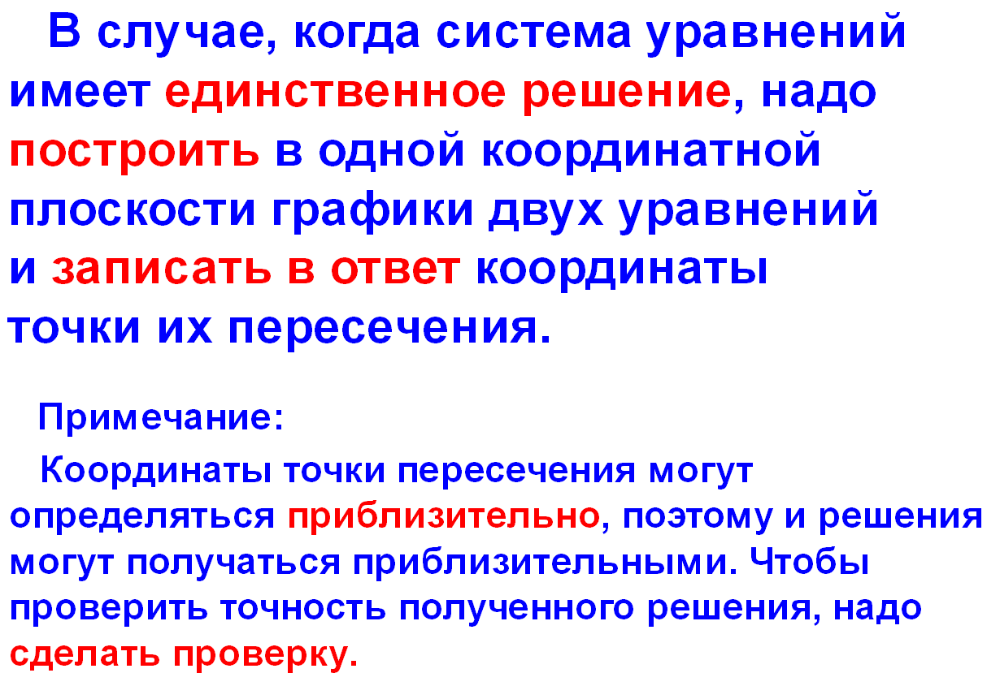 В случае, когда система уравнений
имеет единственное решение, надо
построить в одной координатной
плоскости графики двух уравнений
и записать в ответ координаты
точки их пересечения.
Примечание:
Координаты точки пересечения могут
определяться приблизительно, поэтому и решения
могут получаться приблизительными. Чтобы
проверить точность полученного решения, надо
сделать проверку.